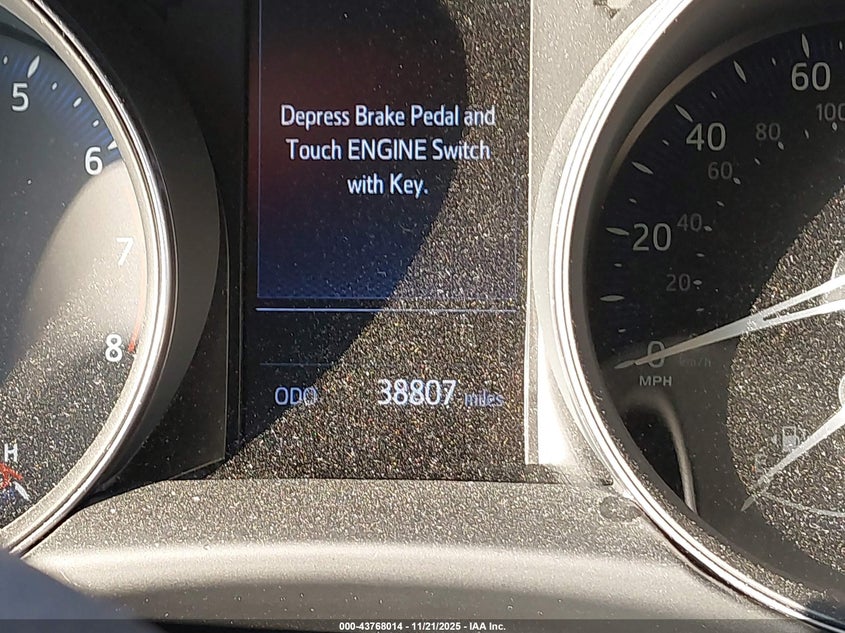 Depress Brake Pedal and
Touch ENGINE Switch
with Key.
ODO 38807 miles
5
6
7
8
H
60
100
80
40
60
40
20
20
0
km/h
MPH
E
000-43768014 - 11/21/2025 - IAA Inc.